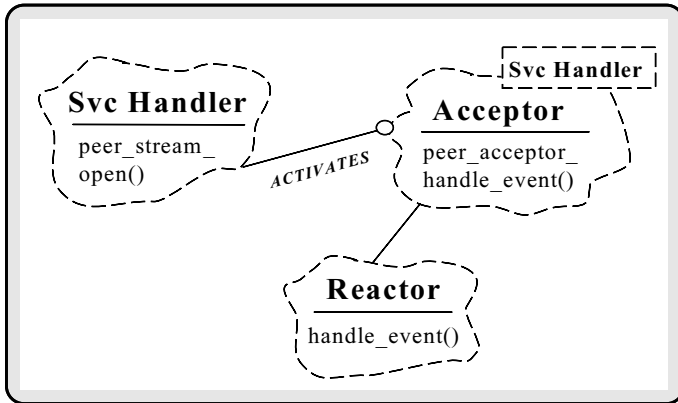 Svc Handler
Svc Handler
peer_stream_
open()
ACTIVATES
Acceptor
peer_acceptor_
handle_event()
Reactor
handle_event()